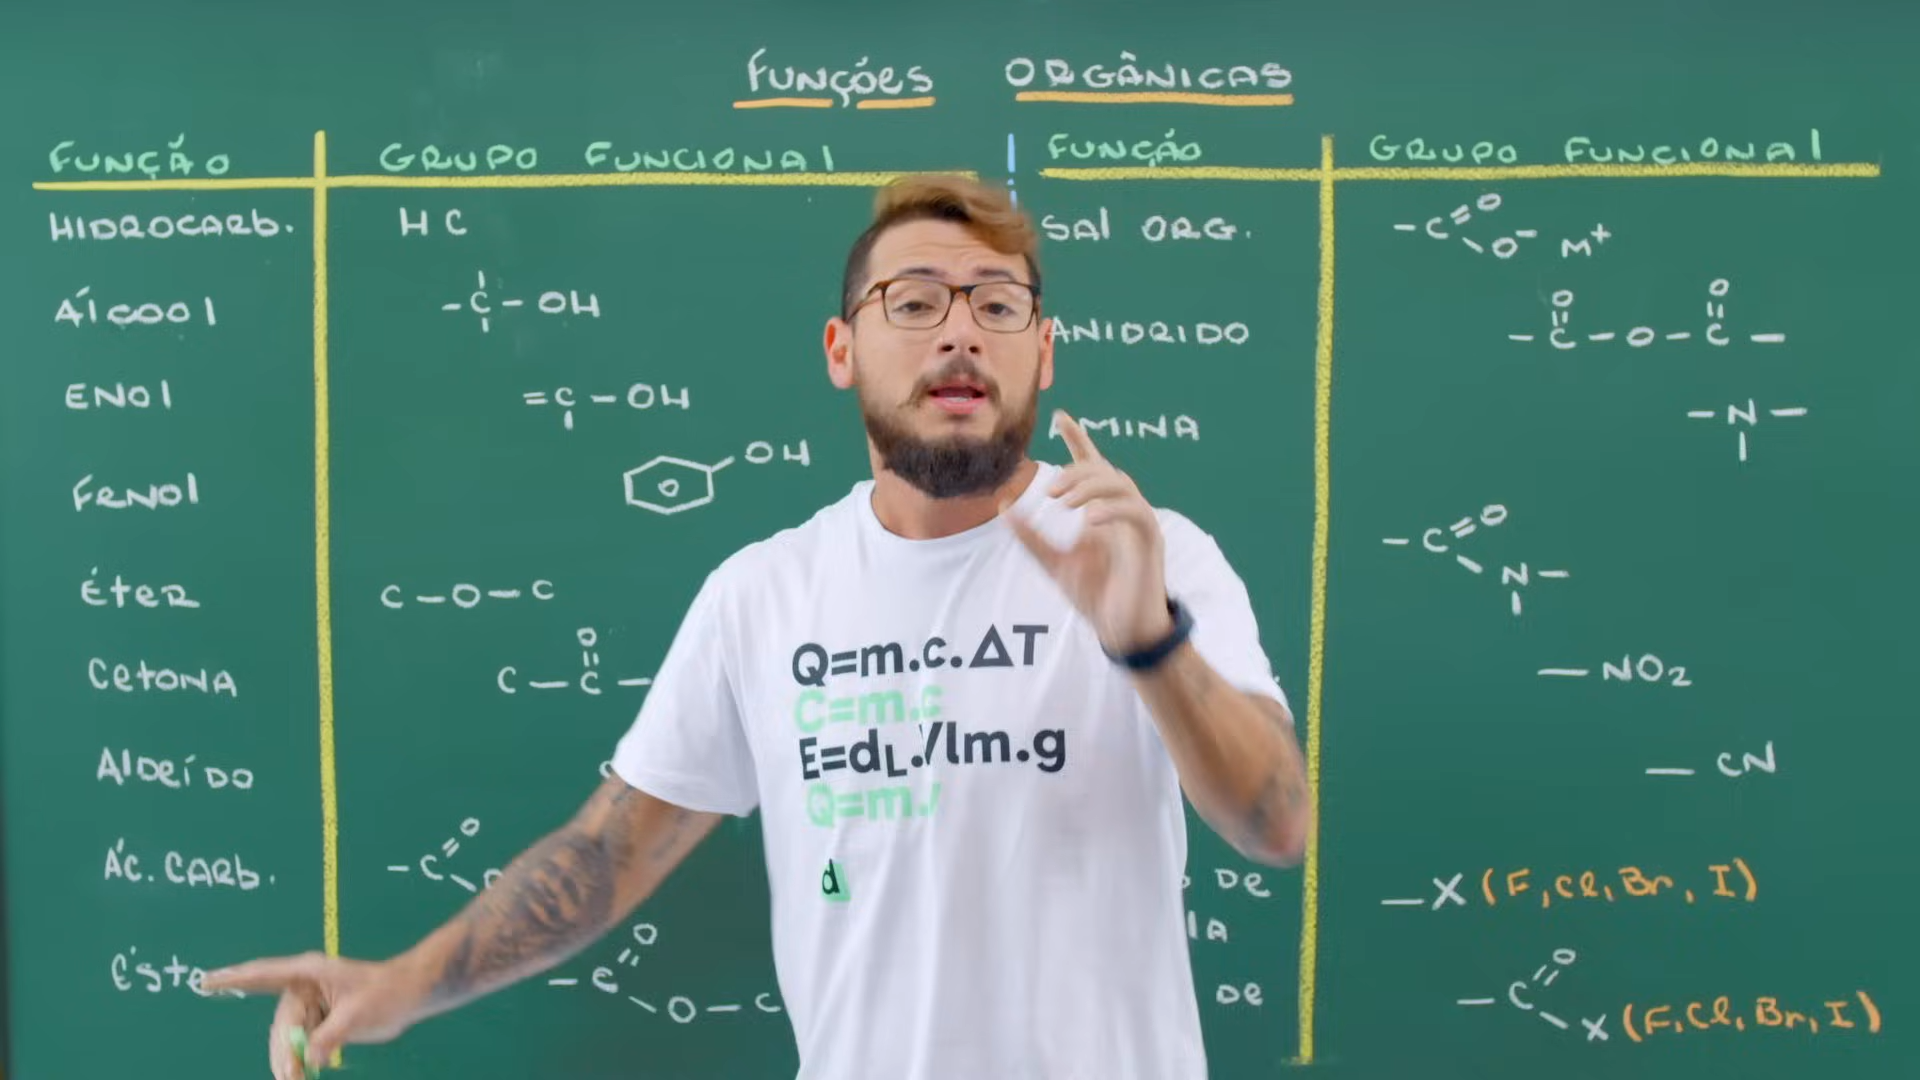 FUNÇÕES ORGÂNICAS
FUNÇÃO GRUPO FUNCIONAL
HIDROCARB. HC
ÁLCOOL -C-OH
ENOL =C-OH
FENOL OH
ÉTER C-O-C
CETONA C-C-
O
ALDEÍDO
ÁC. CARB. -C
O
ÉSTER -C
O
O-C
FUNÇÃO GRUPO FUNCIONAL
SAL ORG. -C
O
O- M+
ANIDRIDO -C-O-C-
O O
AMINA -N-
-C
O
N-
-NO2
-CN
DE -X (F, Cl, Br, I)
DE -C
O
X (F, Cl, Br, I)
Q=m.c.ΔT
C=m.c
E=dL.Vlm.g
Q=m.
d